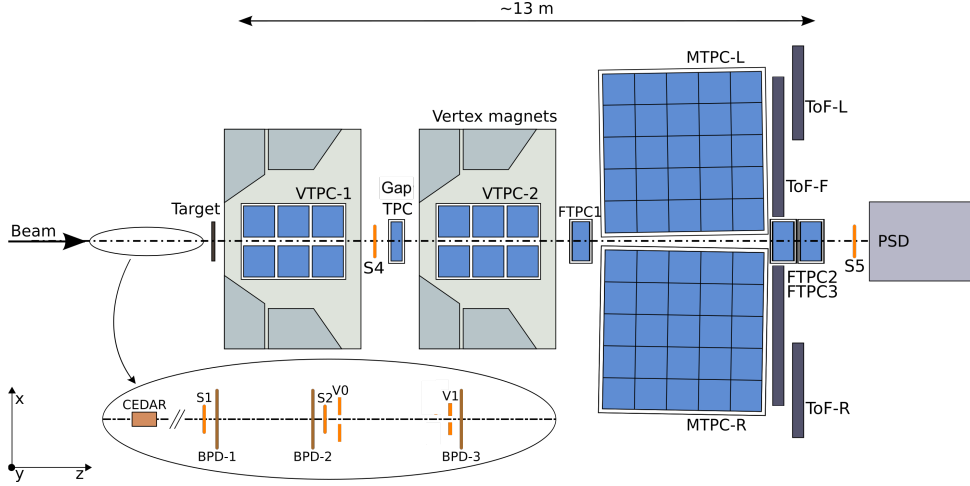 ~13 m
MTPC-L
ToF-L
Vertex magnets
Gap
TPC
VTPC-1
VTPC-2
ToF-F
Target
FTPC1
Beam
S4
S5
PSD
FTPC2
FTPC3
x
y
z
CEDAR
S1
S2
V0
V1
BPD-1
BPD-2
BPD-3
MTPC-R
ToF-R